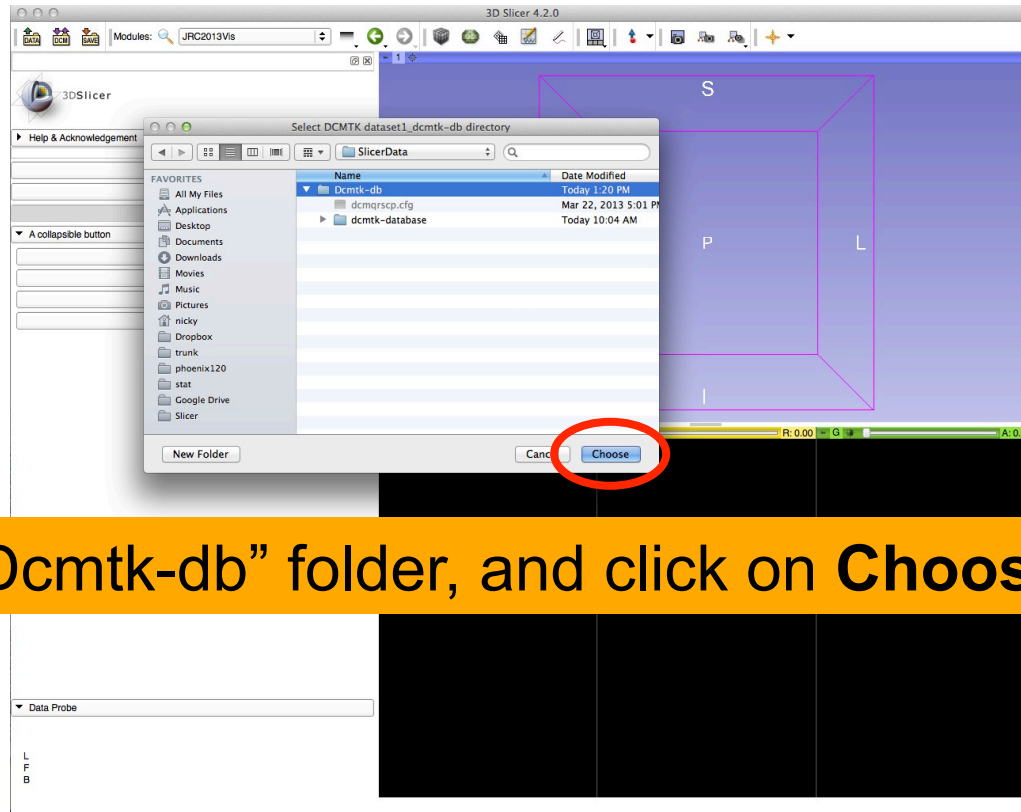 3D Slicer 4.2.0
DATA DCM SAVE Modules: JRC2013Vis
1
3DSlicer
Help & Acknowledgement
A collapsible button
Select DCMTK dataset1_dcmtk-db directory
SlicerData
FAVORITES
All My Files
Applications
Desktop
Documents
Downloads
Movies
Music
Pictures
nicky
Dropbox
trunk
phoenix120
stat
Google Drive
Slicer
Name Date Modified
Dcmtk-db Today 1:20 PM
dcmqrscp.cfg Mar 22, 2013 5:01 PM
dcmtk-database Today 10:04 AM
New Folder Canc Choose
S
P L
I
R: 0.00 G A: 0.
Dcmtk-db” folder, and click on Choos
Data Probe
L
F
B